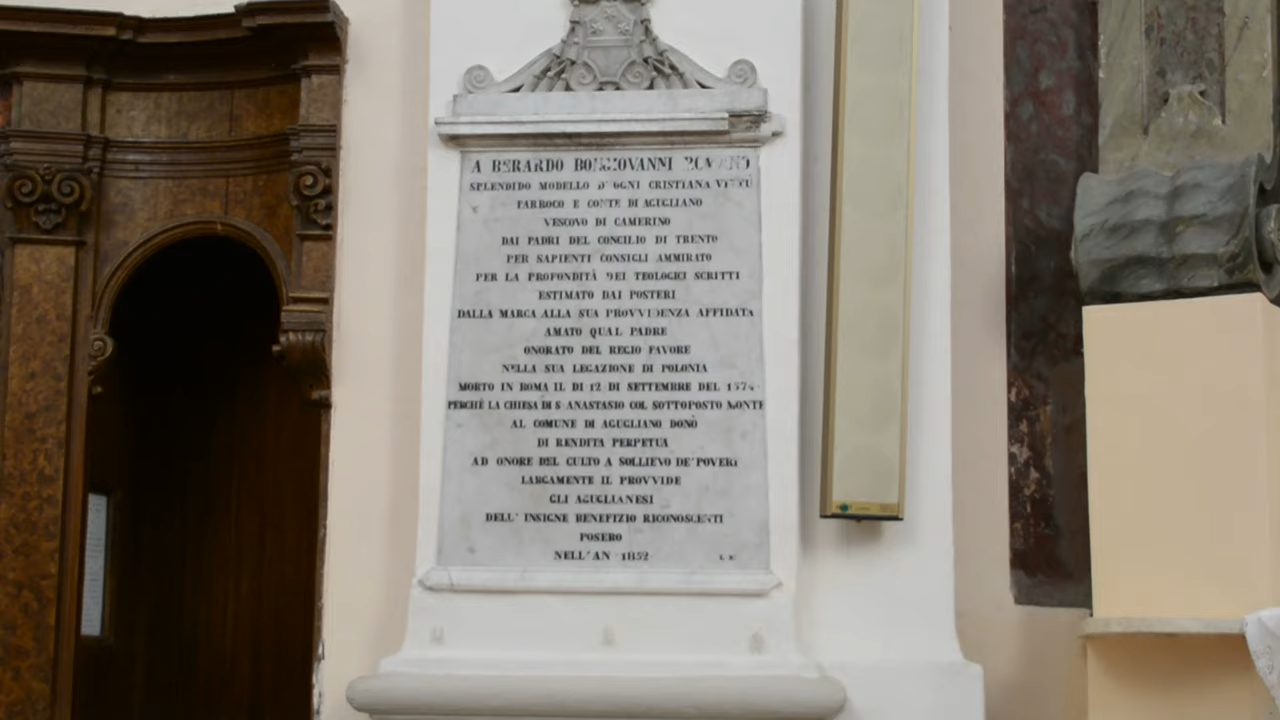 A BERARDO BONGIOVANNI ROMANO
SPLENDIDO MODELLO D'OGNI CRISTIANA VIRTÙ
PARROCO E CONTE DI AGUGLIANO
VESCOVO DI CAMERINO
DAI PADRI DEL CONCILIO DI TRENTO
PER SAPIENTI CONSIGLI AMMIRATO
PER LA PROFONDITÀ DEI TEOLOGICI SCRITTI
ESTIMATO DAI POSTERI
DALLA MARCA ALLA SUA PROVVIDENZA AFFIDATA
AMATO QUAL PADRE
ONORATO DEL REGIO FAVORE
NELLA SUA LEGAZIONE DI POLONIA
MORTO IN ROMA IL DI 12 DI SETTEMBRE DEL 1574
PERCHÈ LA CHIESA DI S. ANASTASIO COL SOTTOPOSTO MONTE
AL COMUNE DI AGUGLIANO DONÒ
DI RENDITA PERPETUA
AD ONORE DEL CULTO A SOLLIEVO DE' POVERI
LARGAMENTE IL PROVVIDE
GLI AGUGLIANESI
DELL' INSIGNE BENEFIZIO RICONOSCENTI
POSERO
NELL' AN 1852